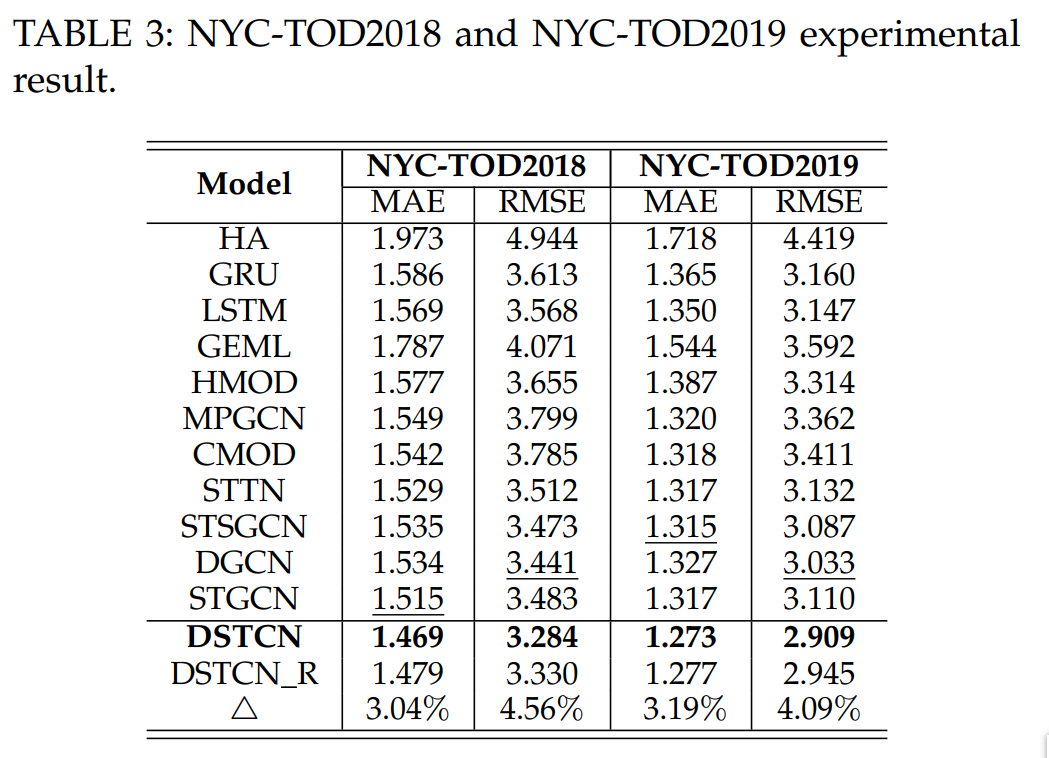 TABLE 3: NYC-TOD2018 and NYC-TOD2019 experimental
result.
Model NYC-TOD2018 NYC-TOD2019
MAE RMSE MAE RMSE
HA 1.973 4.944 1.718 4.419
GRU 1.586 3.613 1.365 3.160
LSTM 1.569 3.568 1.350 3.147
GEML 1.787 4.071 1.544 3.592
HMOD 1.577 3.655 1.387 3.314
MPGCN 1.549 3.799 1.320 3.362
CMOD 1.542 3.785 1.318 3.411
STTN 1.529 3.512 1.317 3.132
STSGCN 1.535 3.473 1.315 3.087
DGCN 1.534 3.441 1.327 3.033
STGCN 1.515 3.483 1.317 3.110
DSTCN 1.469 3.284 1.273 2.909
DSTCN_R 1.479 3.330 1.277 2.945
△ 3.04% 4.56% 3.19% 4.09%